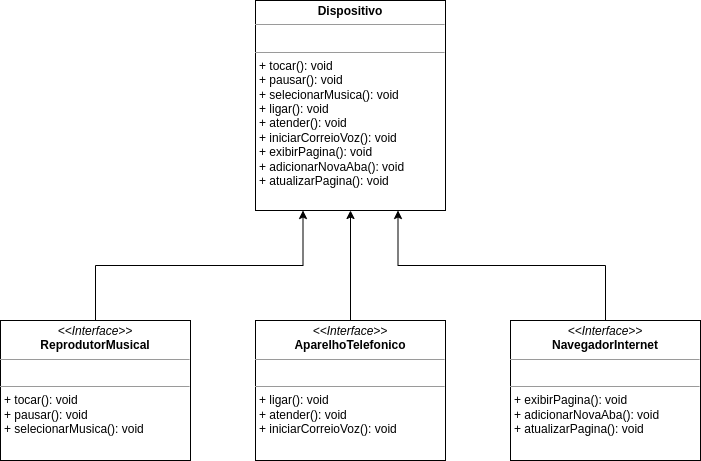 Dispositivo
+ tocar(): void
+ pausar(): void
+ selecionarMusica(): void
+ ligar(): void
+ atender(): void
+ iniciarCorreioVoz(): void
+ exibirPagina(): void
+ adicionarNovaAba(): void
+ atualizarPagina(): void
<<Interface>>
ReprodutorMusical
+ tocar(): void
+ pausar(): void
+ selecionarMusica(): void
<<Interface>>
AparelhoTelefonico
+ ligar(): void
+ atender(): void
+ iniciarCorreioVoz(): void
<<Interface>>
NavegadorInternet
+ exibirPagina(): void
+ adicionarNovaAba(): void
+ atualizarPagina(): void